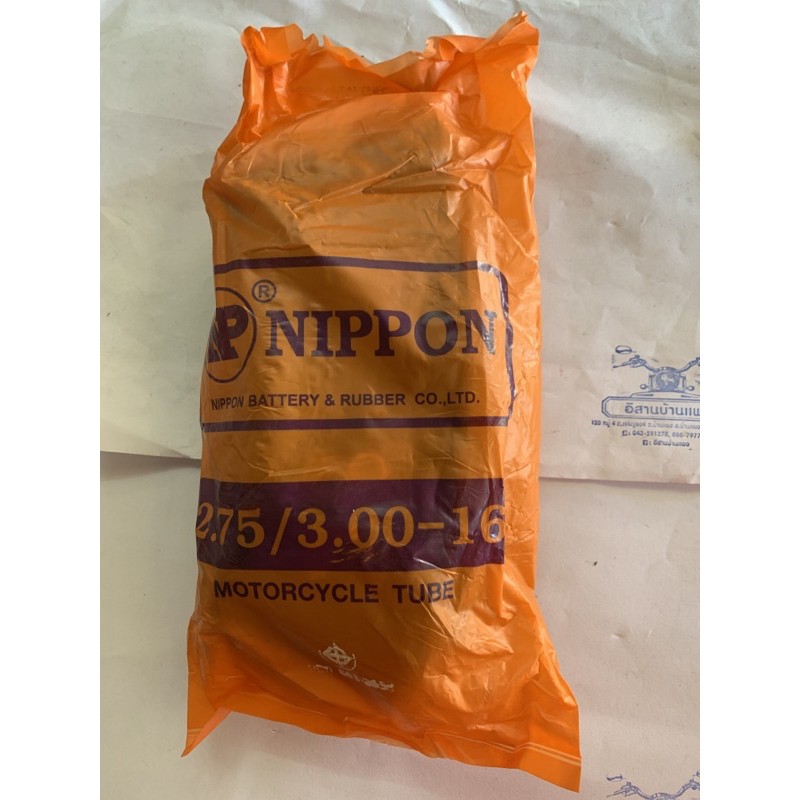 NP ® NIPPON
NIPPON BATTERY & RUBBER CO.,LTD.
2.75/3.00-16
MOTORCYCLE TUBE
อีสานบ้านแพ